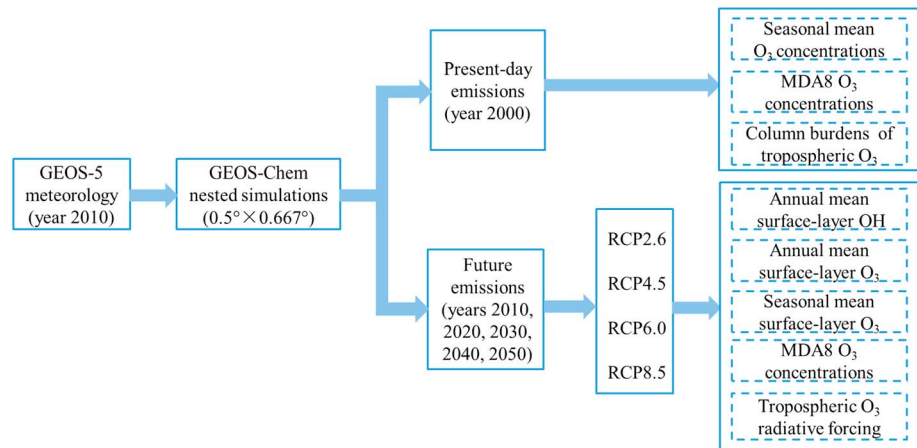 GEOS-5
meteorology
(year 2010)
GEOS-Chem
nested simulations
(0.5°×0.667°)
Present-day
emissions
(year 2000)
Seasonal mean
O₃ concentrations
MDA8 O₃
concentrations
Column burdens of
tropospheric O₃
Future
emissions
(years 2010,
2020, 2030,
2040, 2050)
RCP2.6
RCP4.5
RCP6.0
RCP8.5
Annual mean
surface-layer OH
Annual mean
surface-layer O₃
Seasonal mean
surface-layer O₃
MDA8 O₃
concentrations
Tropospheric O₃
radiative forcing